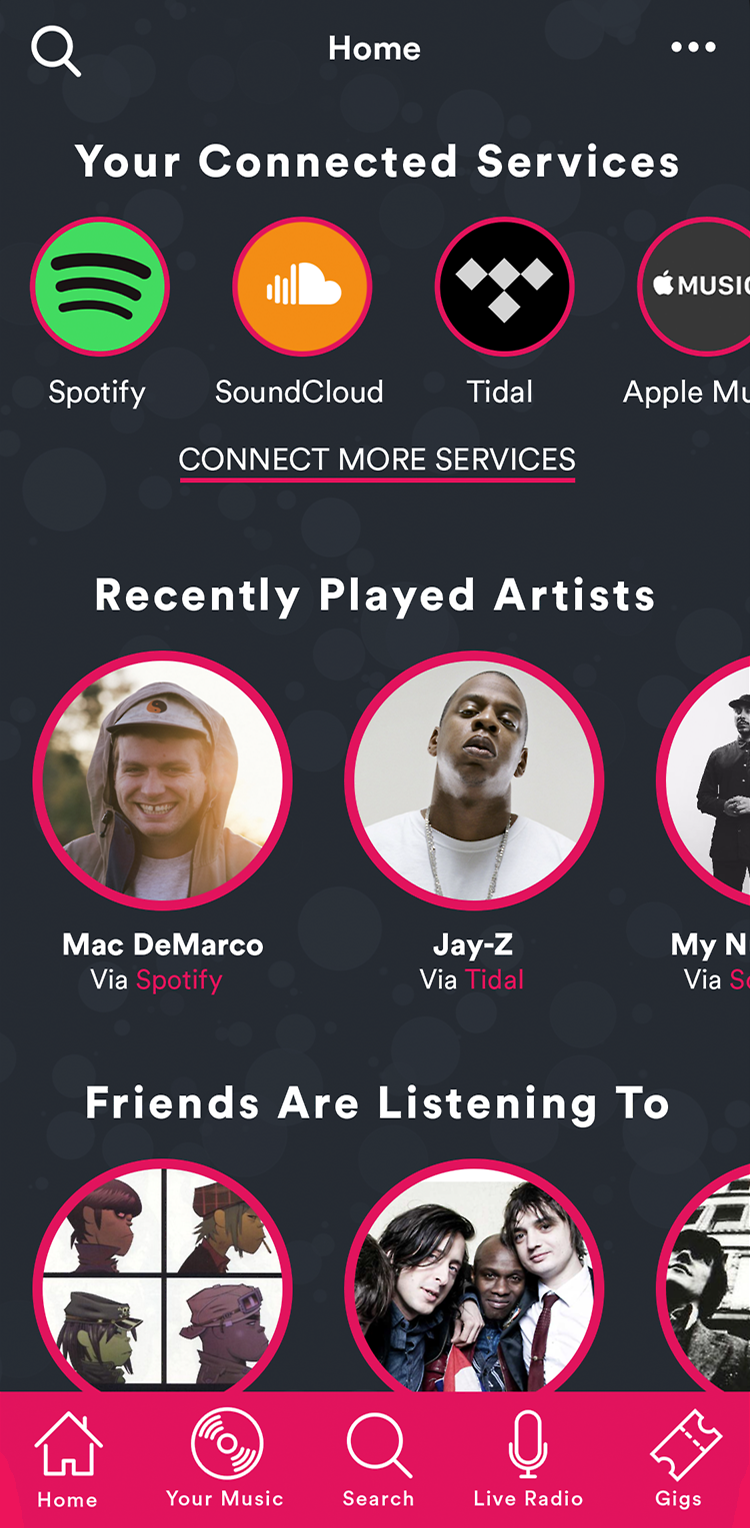 Home
Your Connected Services
MUSIC
Spotify
SoundCloud
Tidal
Apple Mu
CONNECT MORE SERVICES
Recently Played Artists
Mac DeMarco
Jay-Z
My N
Via Spotify
Via Tidal
Via So
Friends Are Listening To
Home
Your Music
Search
Live Radio
Gigs